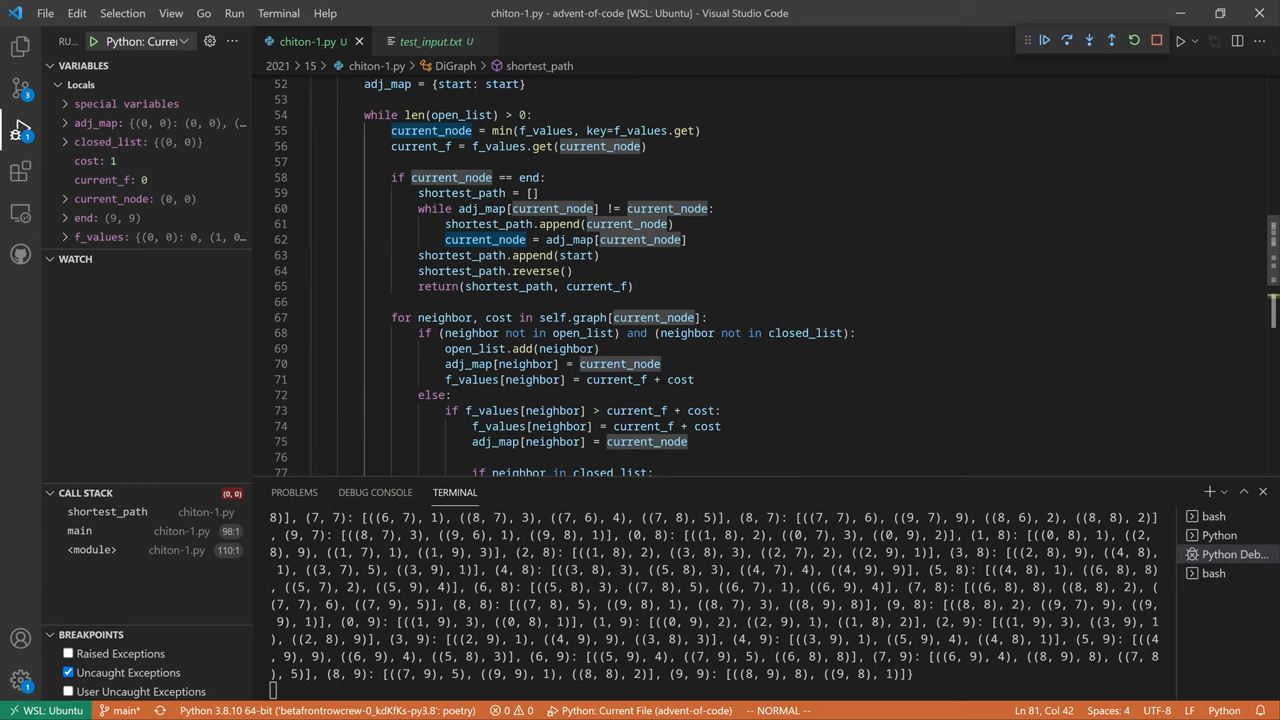 File Edit Selection View Go Run Terminal Help
chiton-1.py - advent-of-code [WSL: Ubuntu] - Visual Studio Code
RU... Python: Currer ...
chiton-1.py U
test_input.txt U
2021 > 15 > chiton-1.py > DiGraph > shortest_path
VARIABLES
Locals
special variables
adj_map: {(0, 0): (0, 0), (...
closed_list: {(0, 0)}
cost: 1
current_f: 0
current_node: (0, 0)
end: (9, 9)
f_values: {(0, 0): 0, (1, 0...
WATCH
CALL STACK (0, 0)
shortest_path chiton-1.py
main chiton-1.py 98:1
<module> chiton-1.py 110:1
BREAKPOINTS
Raised Exceptions
Uncaught Exceptions
User Uncaught Exceptions
3
1
1
52 adj_map = {start: start}
53
54 while len(open_list) > 0:
55 current_node = min(f_values, key=f_values.get)
56 current_f = f_values.get(current_node)
57
58 if current_node == end:
59 shortest_path = []
60 while adj_map[current_node] != current_node:
61 shortest_path.append(current_node)
62 current_node = adj_map[current_node]
63 shortest_path.append(start)
64 shortest_path.reverse()
65 return(shortest_path, current_f)
66
67 for neighbor, cost in self.graph[current_node]:
68 if (neighbor not in open_list) and (neighbor not in closed_list):
69 open_list.add(neighbor)
70 adj_map[neighbor] = current_node
71 f_values[neighbor] = current_f + cost
72 else:
73 if f_values[neighbor] > current_f + cost:
74 f_values[neighbor] = current_f + cost
75 adj_map[neighbor] = current_node
76
77 if neighbor in closed_list:
PROBLEMS DEBUG CONSOLE TERMINAL
8)], (7, 7): [((6, 7), 1), ((8, 7), 3), ((7, 6), 4), ((7, 8), 5)], (8, 7): [((7, 7), 6), ((9, 7), 9), ((8, 6), 2), ((8, 8), 2)]
, (9, 7): [((8, 7), 3), ((9, 6), 1), ((9, 8), 1)], (0, 8): [((1, 8), 2), ((0, 7), 3), ((0, 9), 2)], (1, 8): [((0, 8), 1), ((2, 
8), 9), ((1, 7), 1), ((1, 9), 3)], (2, 8): [((1, 8), 2), ((3, 8), 3), ((2, 7), 2), ((2, 9), 1)], (3, 8): [((2, 8), 9), ((4, 8),
1), ((3, 7), 5), ((3, 9), 1)], (4, 8): [((3, 8), 3), ((5, 8), 3), ((4, 7), 4), ((4, 9), 9)], (5, 8): [((4, 8), 1), ((6, 8), 8)
, ((5, 7), 2), ((5, 9), 4)], (6, 8): [((5, 8), 3), ((7, 8), 5), ((6, 7), 1), ((6, 9), 4)], (7, 8): [((6, 8), 8), ((8, 8), 2), (
(7, 7), 6), ((7, 9), 5)], (8, 8): [((7, 8), 5), ((9, 8), 1), ((8, 7), 3), ((8, 9), 8)], (9, 8): [((8, 8), 2), ((9, 7), 9), ((9,
9), 1)], (0, 9): [((1, 9), 3), ((0, 8), 1)], (1, 9): [((0, 9), 2), ((2, 9), 1), ((1, 8), 2)], (2, 9): [((1, 9), 3), ((3, 9), 1
), ((2, 8), 9)], (3, 9): [((2, 9), 1), ((4, 9), 9), ((3, 8), 3)], (4, 9): [((3, 9), 1), ((5, 9), 4), ((4, 8), 1)], (5, 9): [((4
, 9), 9), ((6, 9), 4), ((5, 8), 3)], (6, 9): [((5, 9), 4), ((7, 9), 5), ((6, 8), 8)], (7, 9): [((6, 9), 4), ((8, 9), 8), ((7, 8
), 5)], (8, 9): [((7, 9), 5), ((9, 9), 1), ((8, 8), 2)], (9, 9): [((8, 9), 8), ((9, 8), 1)]}
bash
Python
Python Deb...
bash
WSL: Ubuntu main* Python 3.8.10 64-bit ('betafrontrowcrew-0_kdKfKs-py3.8': poetry) 0 0 Python: Current File (advent-of-code) -- NORMAL -- Ln 81, Col 42 Spaces: 4 UTF-8 LF Python